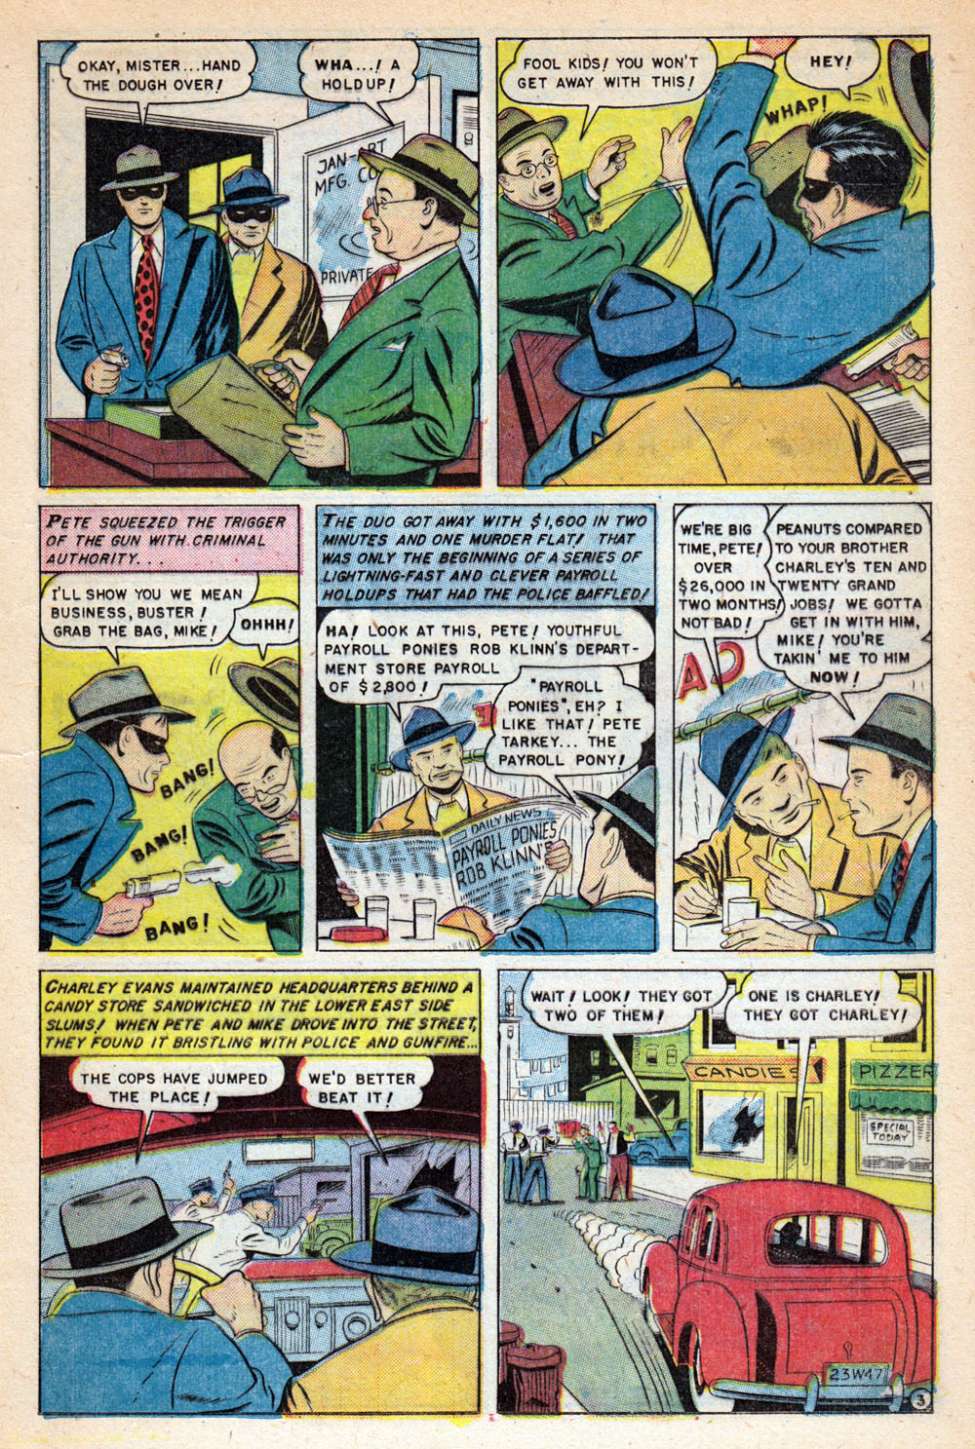 OKAY, MISTER...HAND
THE DOUGH OVER!
WHA...! A
HOLDUP!
JAN-ART
MFG. CO
PRIVATE
FOOL KIDS! YOU WON'T
GET AWAY WITH THIS!
HEY!
WHAP!
PETE SQUEEZED THE TRIGGER
OF THE GUN WITH CRIMINAL
AUTHORITY...
I'LL SHOW YOU WE MEAN
BUSINESS, BUSTER!
GRAB THE BAG, MIKE!
OHHH!
BANG!
BANG!
BANG!
THE DUO GOT AWAY WITH $1,600 IN TWO
MINUTES AND ONE MURDER FLAT! THAT
WAS ONLY THE BEGINNING OF A SERIES OF
LIGHTNING-FAST AND CLEVER PAYROLL
HOLDUPS THAT HAD THE POLICE BAFFLED!
HA! LOOK AT THIS, PETE! YOUTHFUL
PAYROLL PONIES ROB KLINN'S DEPART-
MENT STORE PAYROLL
OF $2,800!
"PAYROLL
PONIES", EH? I
LIKE THAT! PETE
TARKEY... THE
PAYROLL PONY!
DAILY NEWS
PAYROLL PONIES
ROB KLINN'S
WE'RE BIG
TIME, PETE!
OVER
$26,000 IN
TWO MONTHS!
NOT BAD!
PEANUTS COMPARED
TO YOUR BROTHER
CHARLEY'S TEN AND
TWENTY GRAND
JOBS! WE GOTTA
GET IN WITH HIM,
MIKE! YOU'RE
TAKIN' ME TO HIM
NOW!
CHARLEY EVANS MAINTAINED HEADQUARTERS BEHIND A
CANDY STORE SANDWICHED IN THE LOWER EAST SIDE
SLUMS! WHEN PETE AND MIKE DROVE INTO THE STREET,
THEY FOUND IT BRISTLING WITH POLICE AND GUNFIRE...
THE COPS HAVE JUMPED
THE PLACE!
WE'D BETTER
BEAT IT!
WAIT! LOOK! THEY GOT
TWO OF THEM!
ONE IS CHARLEY!
THEY GOT CHARLEY!
CANDIES
PIZZER
SPECIAL
TODAY
23W47
3